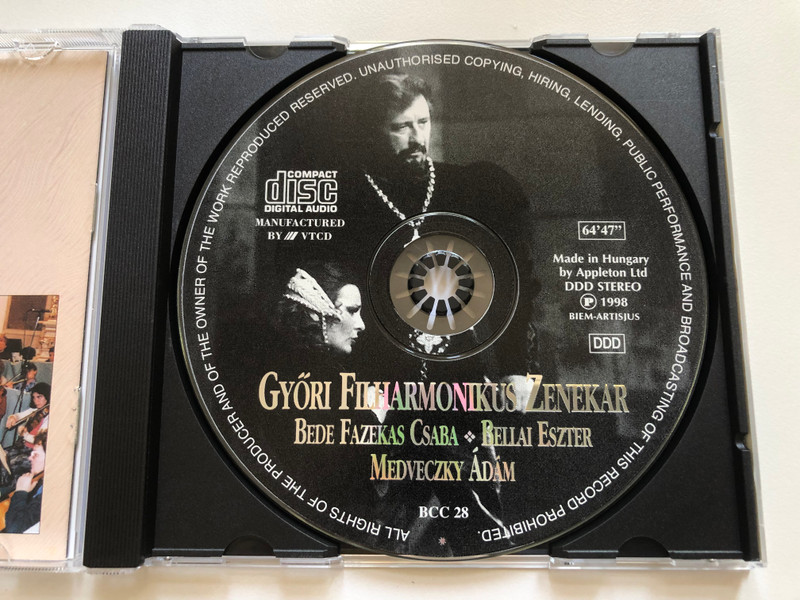 ALL RIGHTS OF THE PRODUCER AND OF THE OWNER OF THE WORK REPRODUCED RESERVED. UNAUTHORISED COPYING, HIRING, LENDING, PUBLIC PERFORMANCE AND BROADCASTING OF THIS RECORD PROHIBITED.
COMPACT
disc
DIGITAL AUDIO
MANUFACTURED
BY VTCD
64'47"
Made in Hungary
by Appleton Ltd
DDD STEREO
Ⓟ 1998
BIEM-ARTISJUS
DDD
GYŐRI FILHARMONIKUS ZENEKAR
BEDE FAZEKAS CSABA ❖ BELLAI ESZTER
MEDVECZKY ÁDÁM
BCC 28